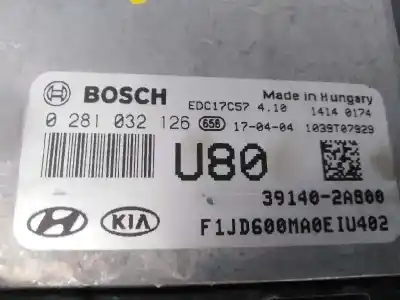 BOSCH EDC17C57 4.10 Made in Hungary
1414 0174
0 281 032 126 656 17-04-04 1039T07929
U80
39140-2A800
KIA F1JD600MA0EIU402